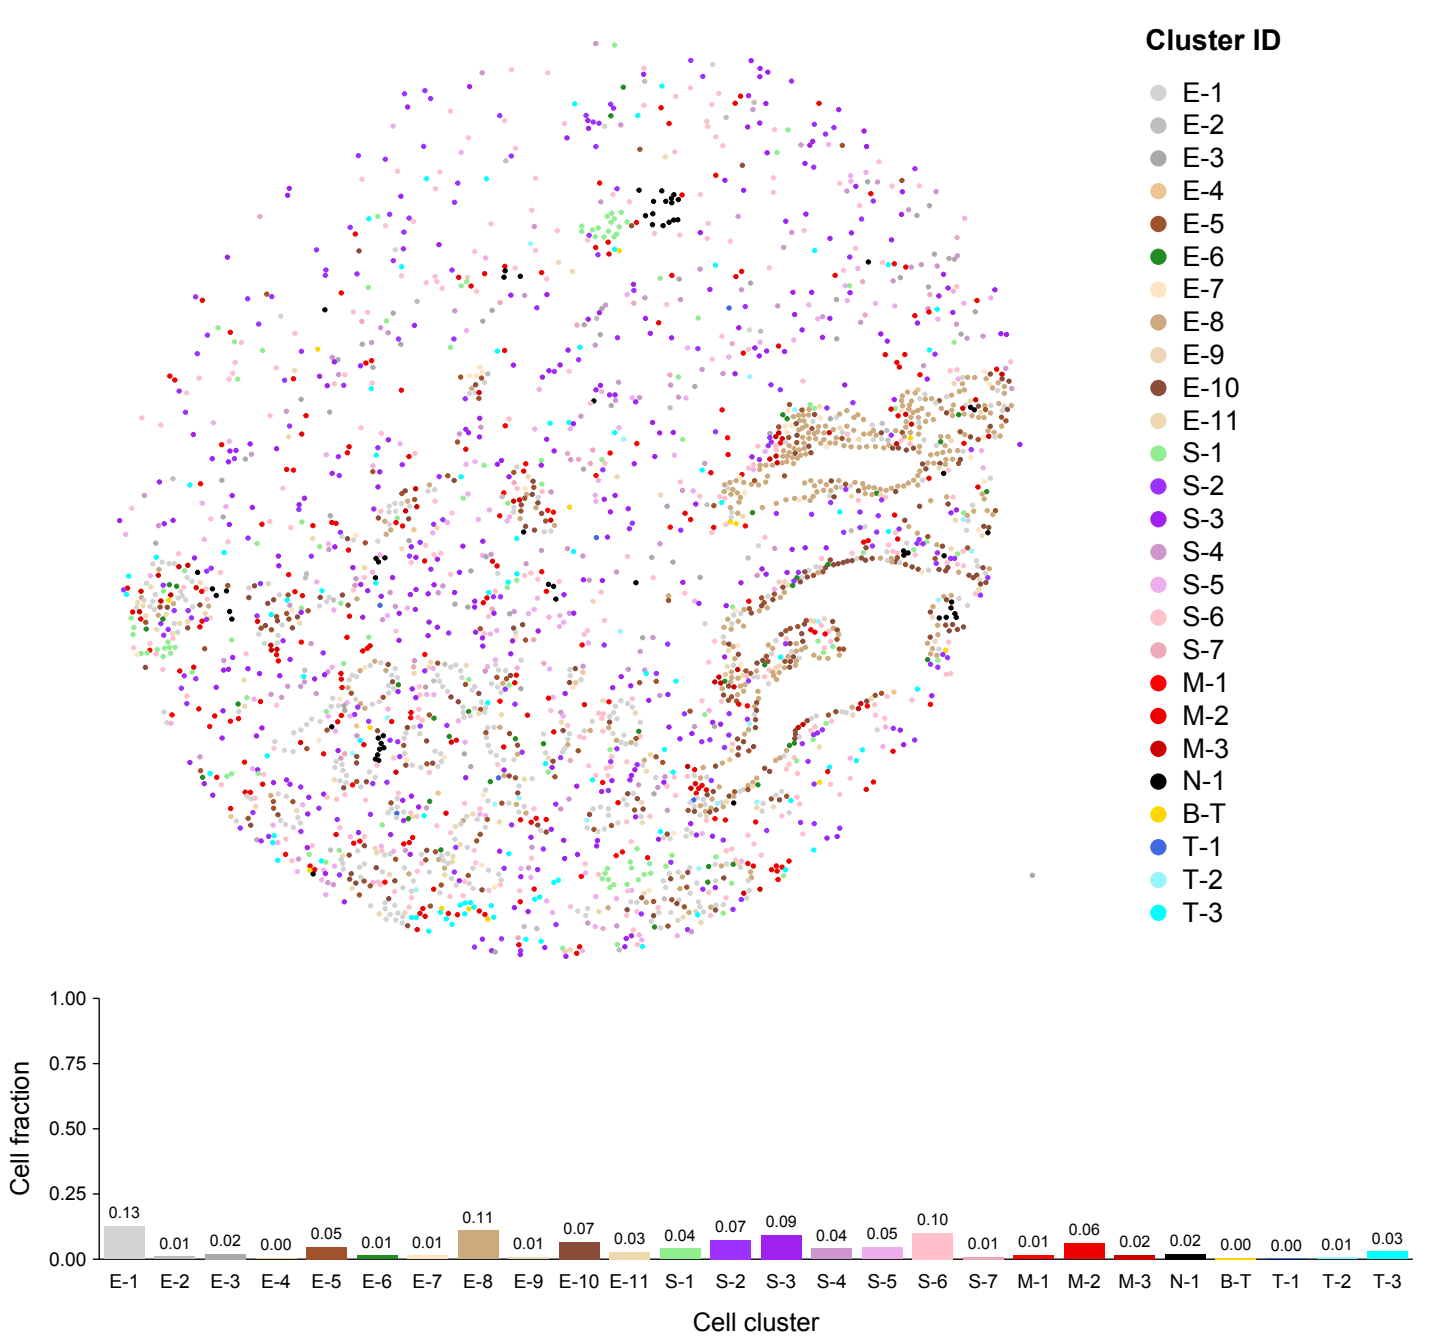 Cluster ID
E-1
E-2
E-3
E-4
E-5
E-6
E-7
E-8
E-9
E-10
E-11
S-1
S-2
S-3
S-4
S-5
S-6
S-7
M-1
M-2
M-3
N-1
B-T
T-1
T-2
T-3
1.00
0.75
0.50
0.25
0.00
Cell fraction
0.13 0.01 0.02 0.00 0.05 0.01 0.01 0.11 0.01 0.07 0.03 0.04 0.07 0.09 0.04 0.05 0.10 0.01 0.01 0.06 0.02 0.02 0.00 0.00 0.01 0.03
E-1 E-2 E-3 E-4 E-5 E-6 E-7 E-8 E-9 E-10 E-11 S-1 S-2 S-3 S-4 S-5 S-6 S-7 M-1 M-2 M-3 N-1 B-T T-1 T-2 T-3
Cell cluster